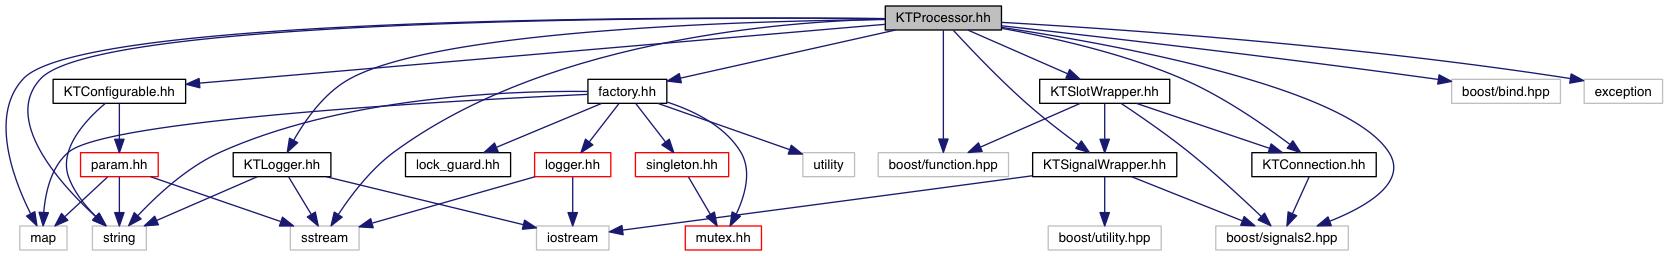 KTProcessor.hh
KTConfigurable.hh
factory.hh
KTSlotWrapper.hh
boost/bind.hpp
exception
param.hh
KTLogger.hh
lock_guard.hh
logger.hh
singleton.hh
utility
boost/function.hpp
KTSignalWrapper.hh
KTConnection.hh
map
string
sstream
iostream
mutex.hh
boost/utility.hpp
boost/signals2.hpp